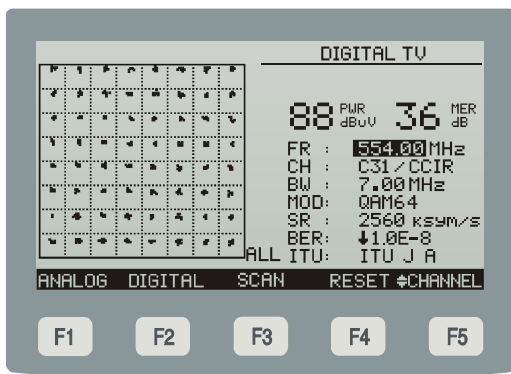 DIGITAL TV
88 PWR dBuV 36 MER dB
FR : 554.00 MHz
CH : C31/CCIR
BW : 7.00 MHz
MOD: QAM64
SR : 2560 ksym/s
BER: ↓1.0E-8
ALL ITU: ITU J A
ANALOG DIGITAL SCAN RESET ♦CHANNEL
F1 F2 F3 F4 F5